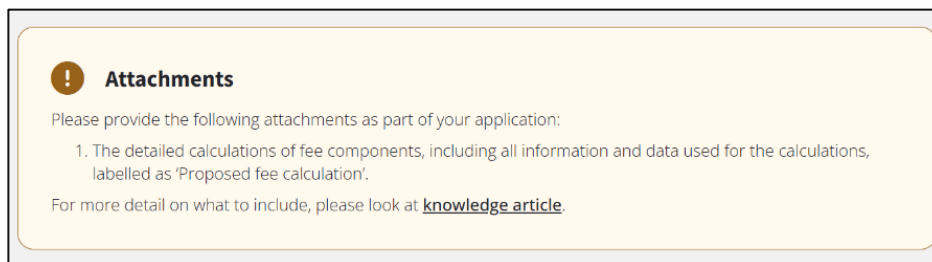 Attachments
Please provide the following attachments as part of your application:
1. The detailed calculations of fee components, including all information and data used for the calculations,
labelled as ‘Proposed fee calculation’.
For more detail on what to include, please look at knowledge article.